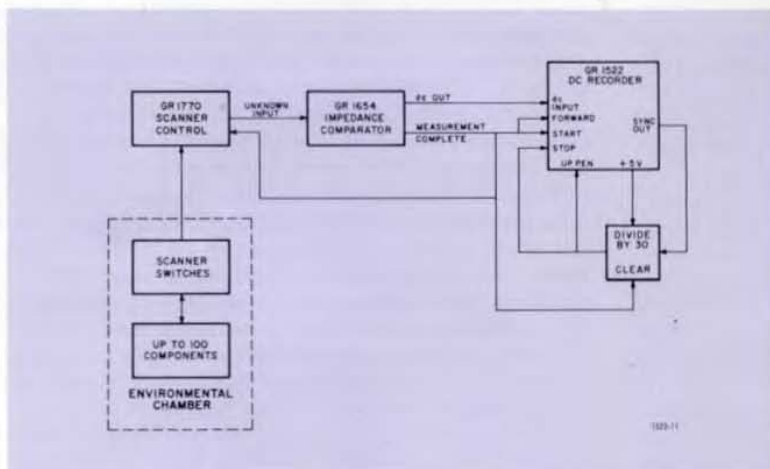 GR 1770
SCANNER
CONTROL
UNKNOWN
INPUT
GR 1654
IMPEDANCE
COMPARATOR
dc OUT
MEASUREMENT
COMPLETE
GR 1522
DC RECORDER
dc
INPUT
FORWARD
START
STOP
SYNC
OUT
UP PEN
+5V
DIVIDE
BY 30
CLEAR
SCANNER
SWITCHES
UP TO 100
COMPONENTS
ENVIRONMENTAL
CHAMBER